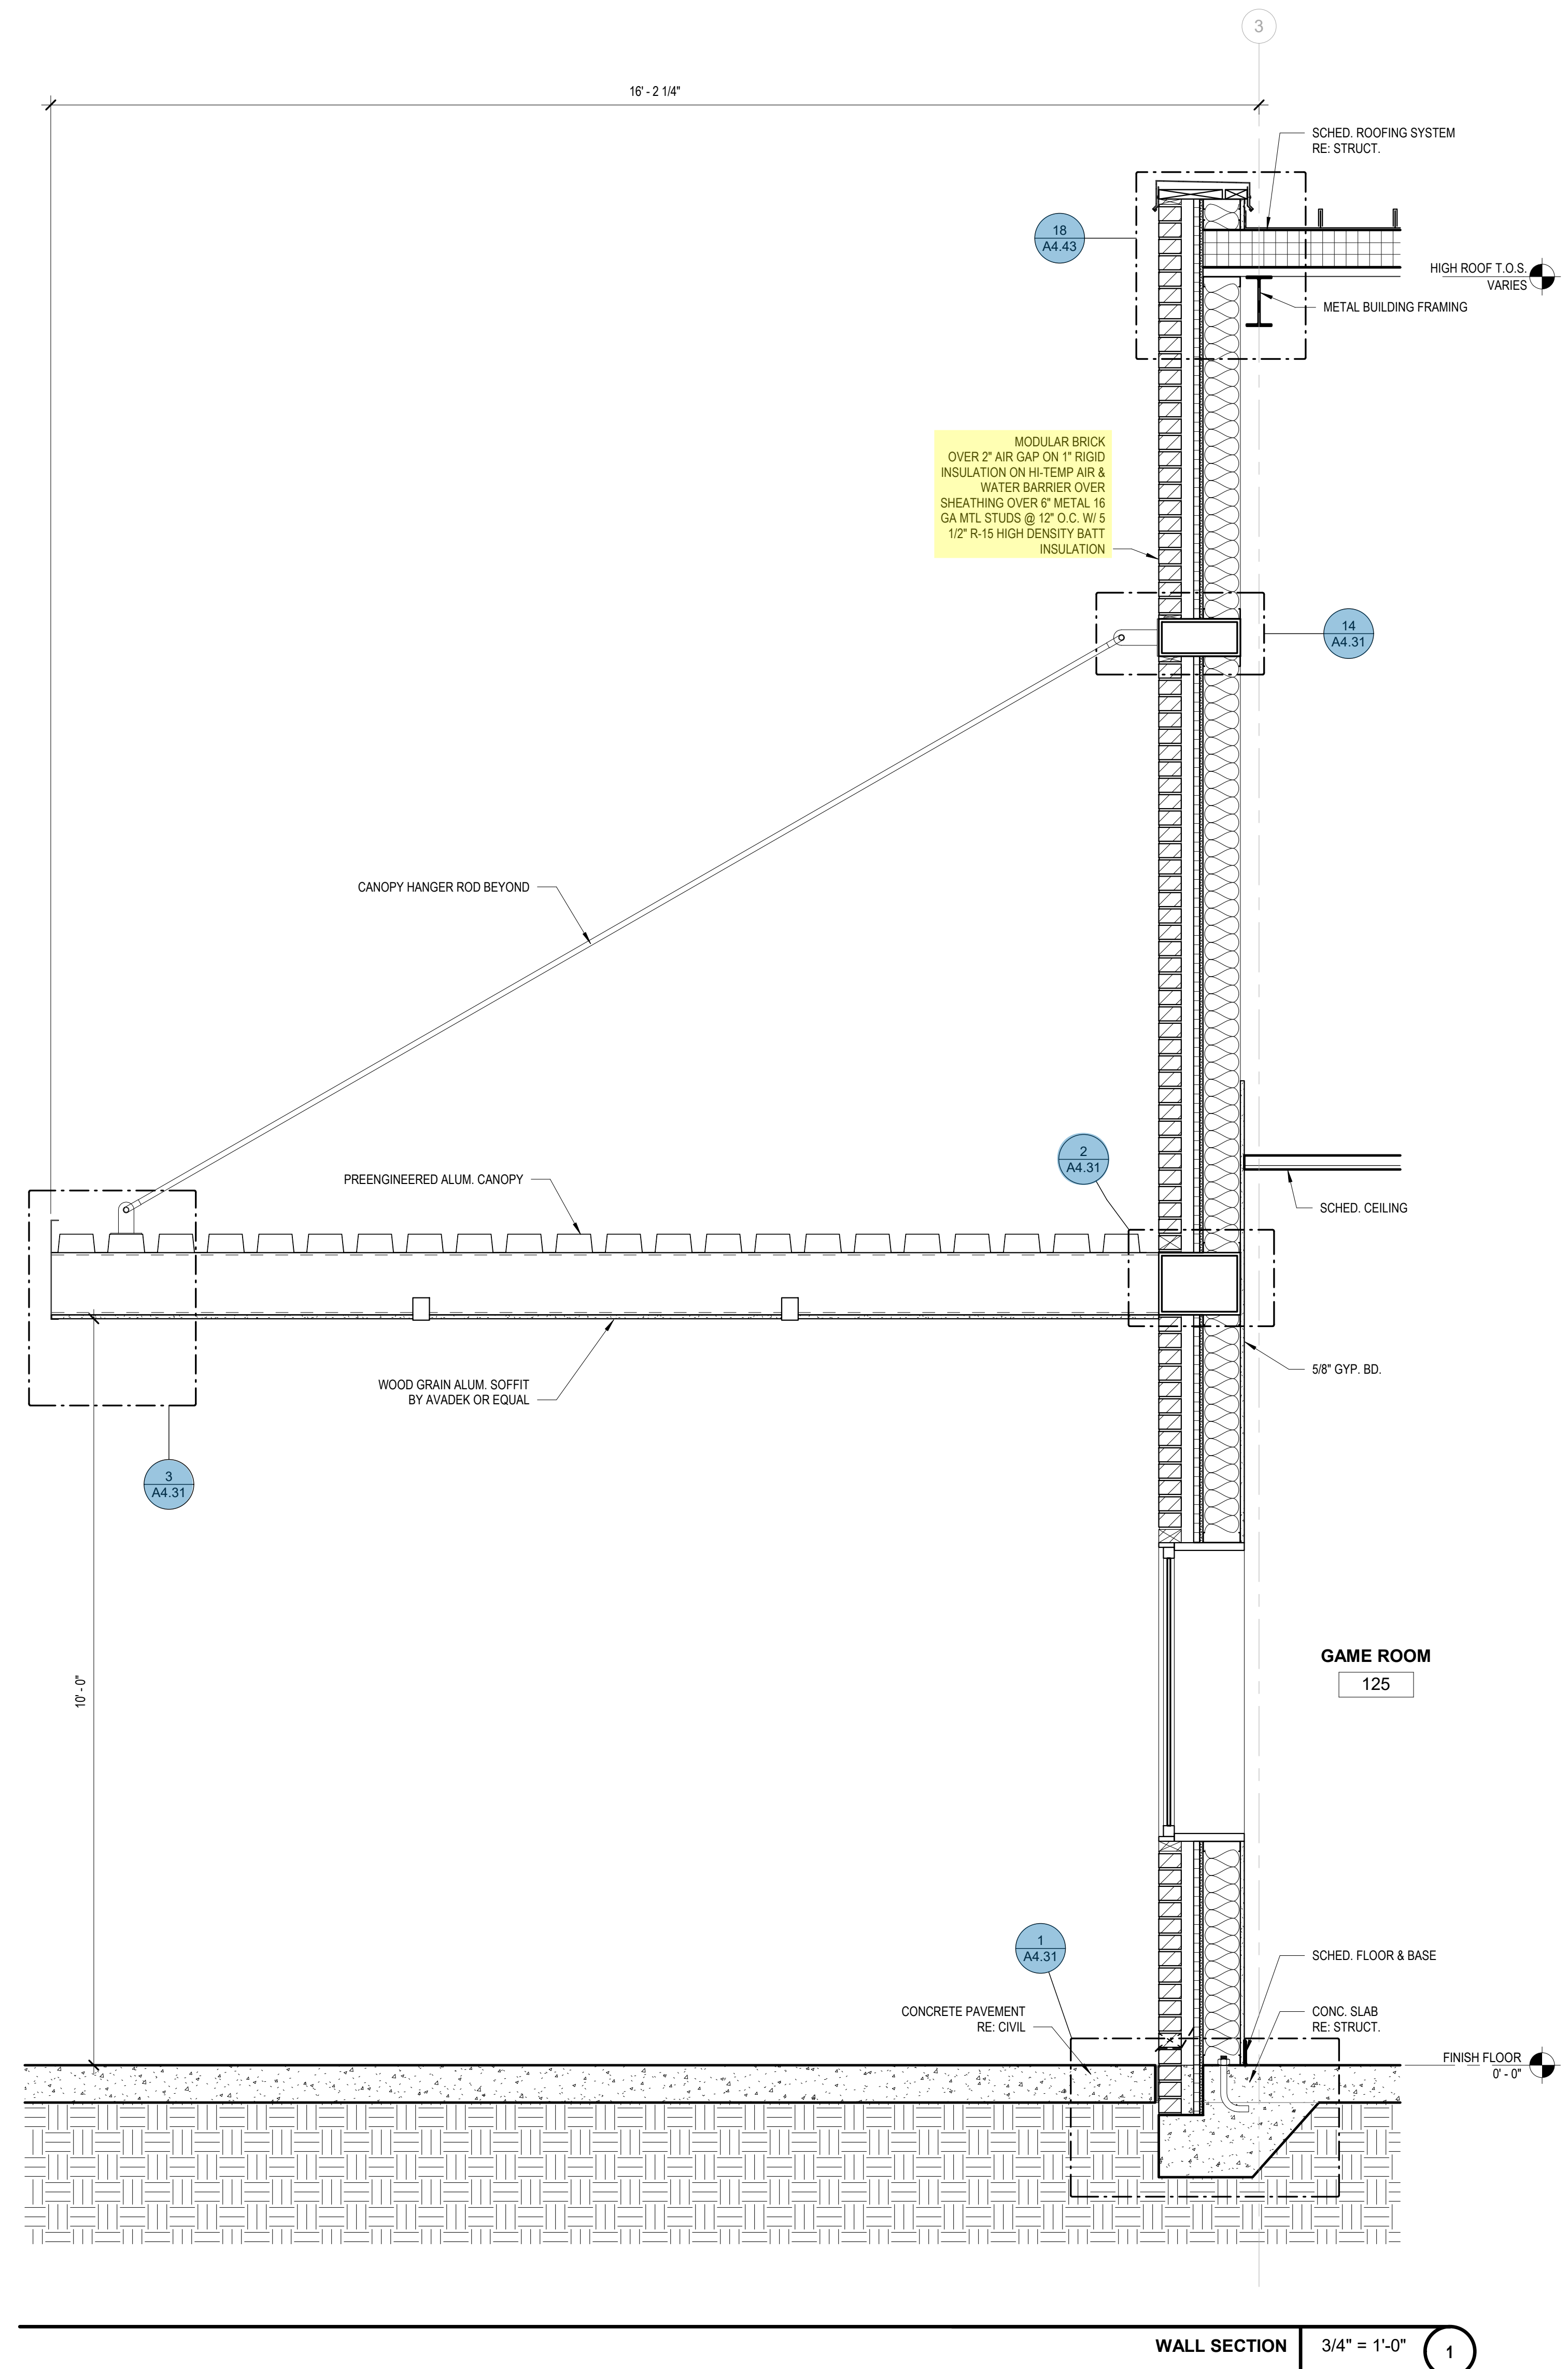 3
16' - 2 1/4"
SCHED. ROOFING SYSTEM
RE: STRUCT.
18
A4.43
HIGH ROOF T.O.S.
VARIES
METAL BUILDING FRAMING
MODULAR BRICK
OVER 2" AIR GAP ON 1" RIGID
INSULATION ON HI-TEMP AIR &
WATER BARRIER OVER
SHEATHING OVER 6" METAL 16
GA MTL STUDS @ 12" O.C. W/ 5
1/2" R-15 HIGH DENSITY BATT
INSULATION
14
A4.31
CANOPY HANGER ROD BEYOND
2
A4.31
PREENGINEERED ALUM. CANOPY
SCHED. CEILING
5/8" GYP. BD.
WOOD GRAIN ALUM. SOFFIT
BY AVADEK OR EQUAL
3
A4.31
10' - 0"
GAME ROOM
125
1
A4.31
SCHED. FLOOR & BASE
CONCRETE PAVEMENT
RE: CIVIL
CONC. SLAB
RE: STRUCT.
FINISH FLOOR
0' - 0"
WALL SECTION
3/4" = 1'-0"
1